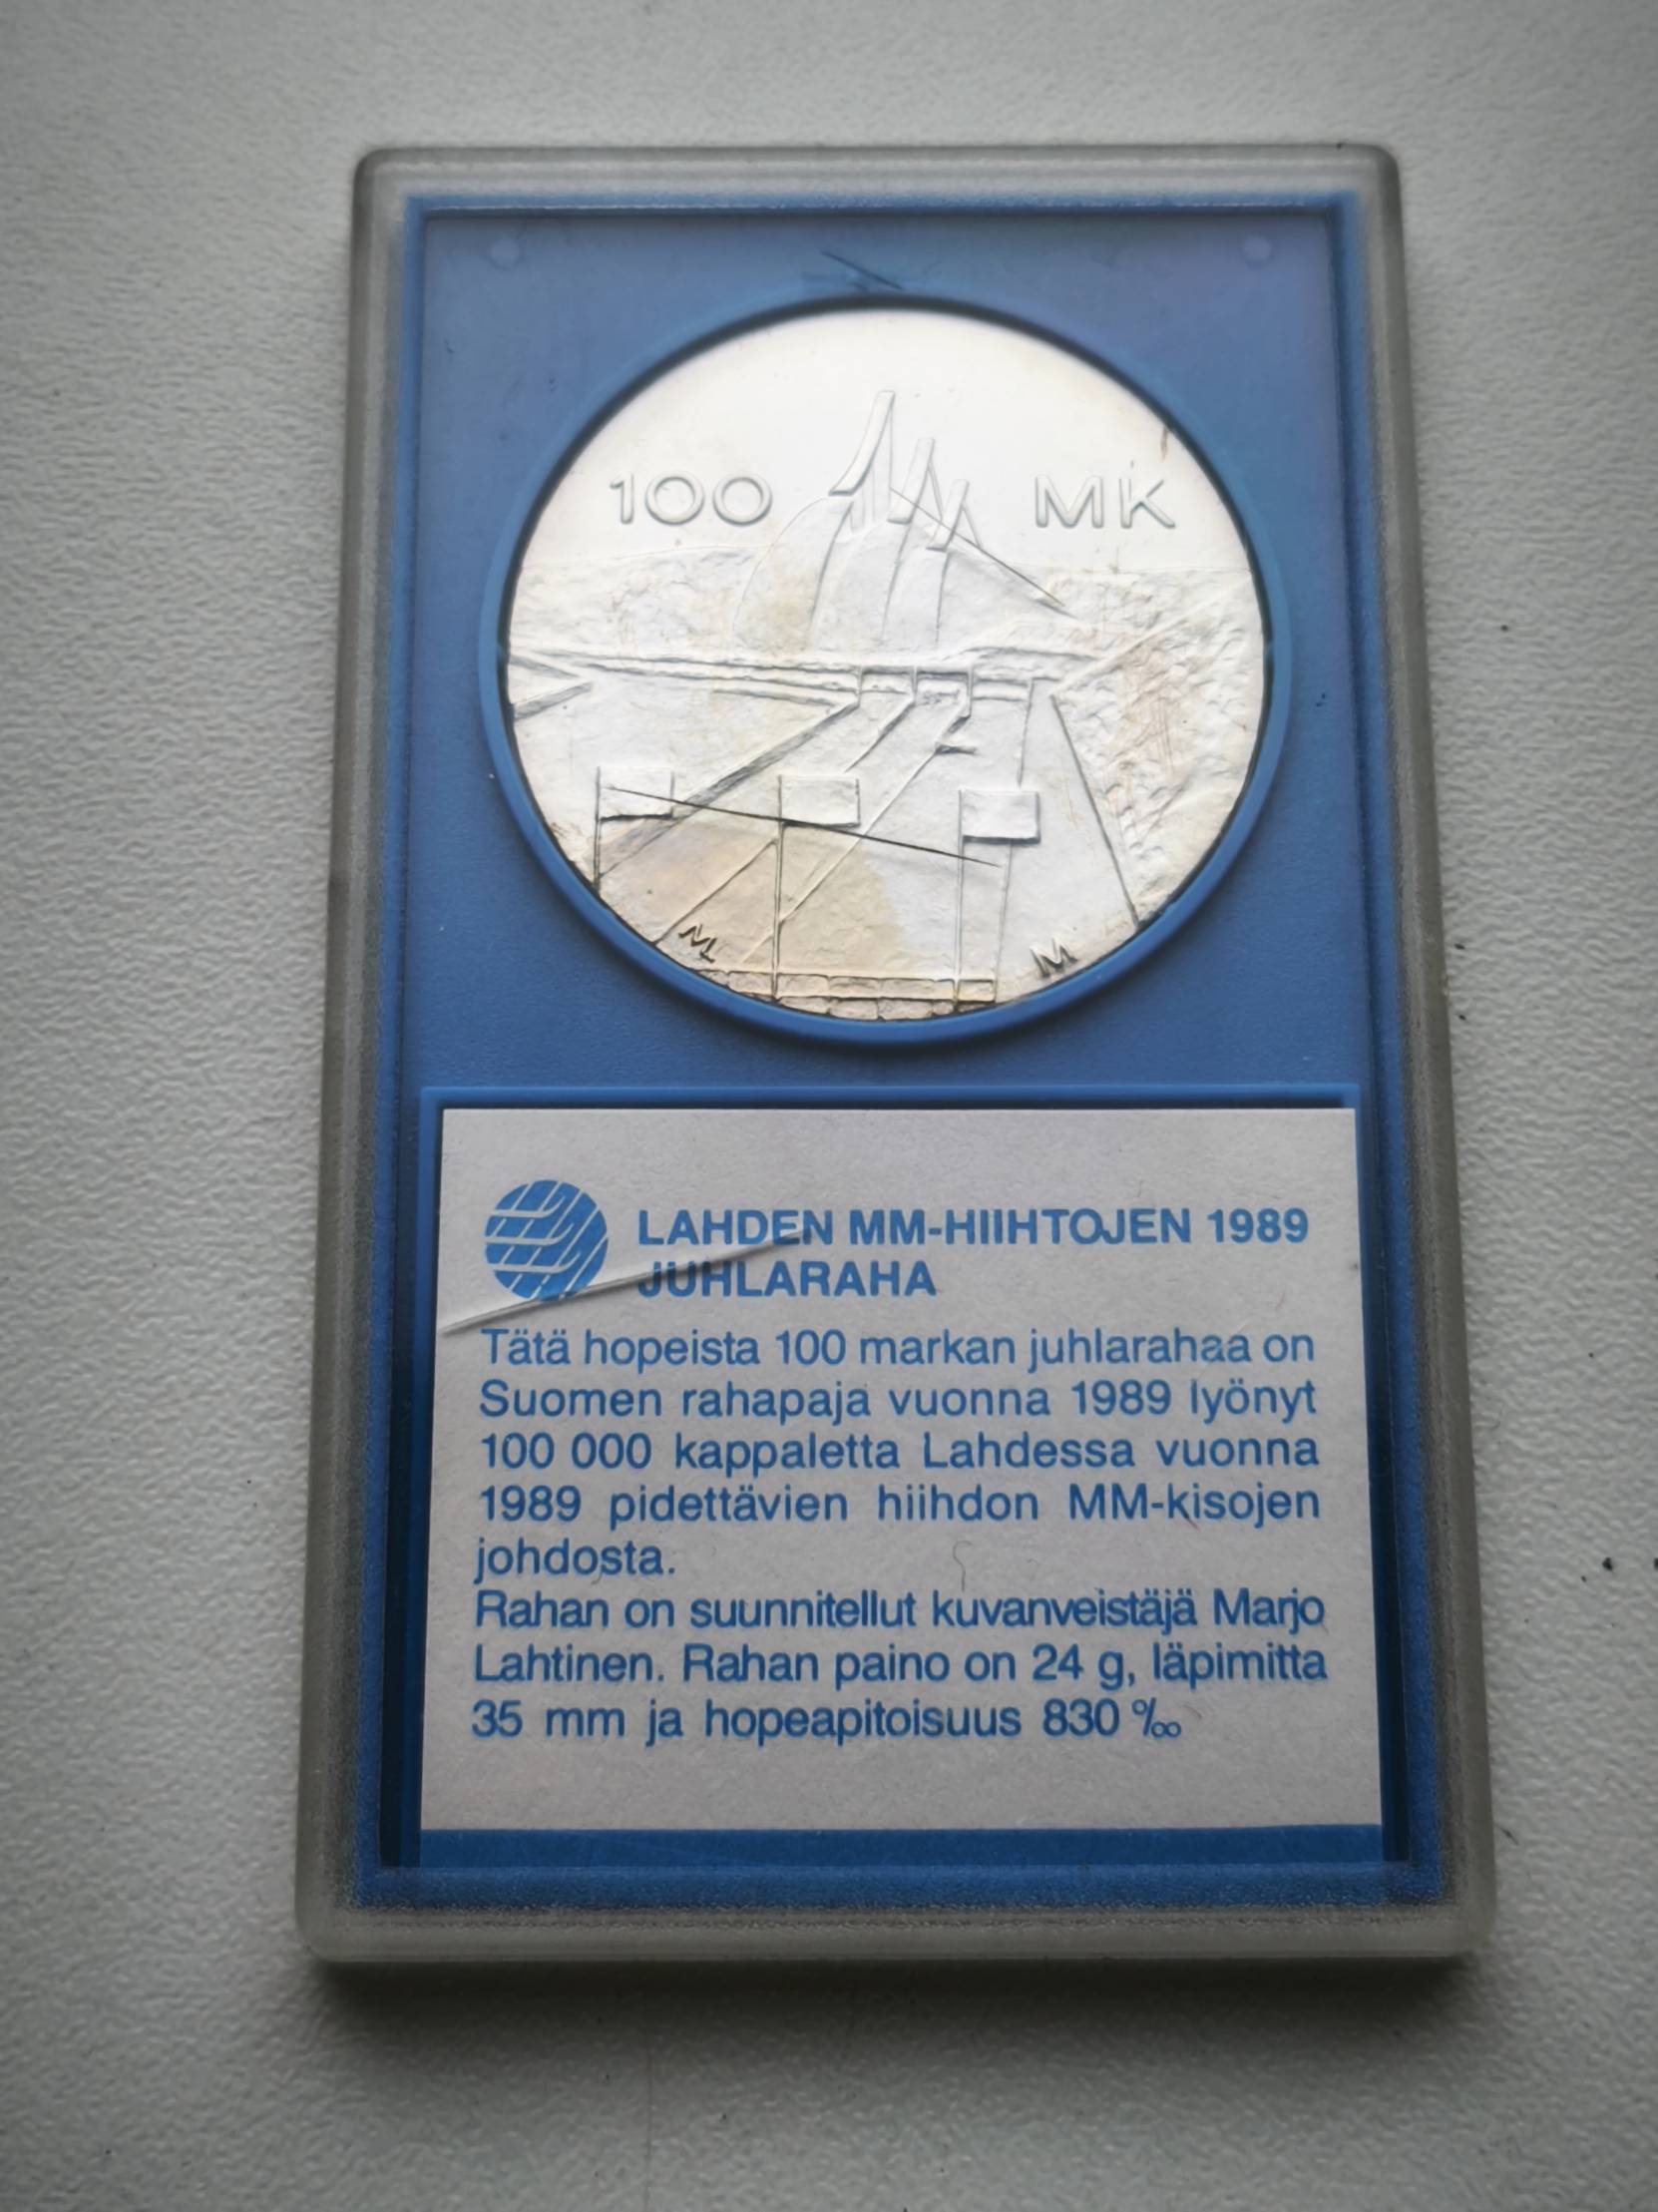 100 MK
ML M
LAHDEN MM-HIIHTOJEN 1989
JUHLARAHA
Tätä hopeista 100 markan juhlarahaa on
Suomen rahapaja vuonna 1989 lyönyt
100 000 kappaletta Lahdessa vuonna
1989 pidettävien hiihdon MM-kisojen
johdosta.
Rahan on suunnitellut kuvanveistäjä Marjo
Lahtinen. Rahan paino on 24 g, läpimitta
35 mm ja hopeapitoisuus 830 ‰